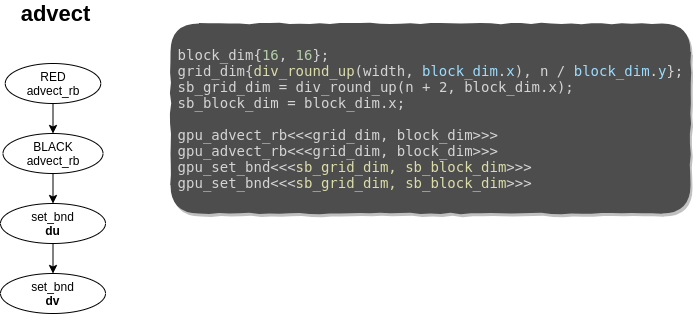 advect
RED
advect_rb
BLACK
advect_rb
set_bnd
du
set_bnd
dv
block_dim{16, 16};
grid_dim{div_round_up(width, block_dim.x), n / block_dim.y};
sb_grid_dim = div_round_up(n + 2, block_dim.x);
sb_block_dim = block_dim.x;
gpu_advect_rb<<<grid_dim, block_dim>>>
gpu_advect_rb<<<grid_dim, block_dim>>>
gpu_set_bnd<<<sb_grid_dim, sb_block_dim>>>
gpu_set_bnd<<<sb_grid_dim, sb_block_dim>>>